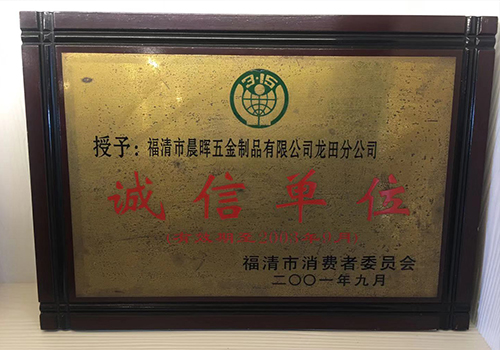 3·15
授予：福清市晨晖五金制品有限公司龙田分公司
诚信单位
福清市消费者委员会
二〇〇一年九月